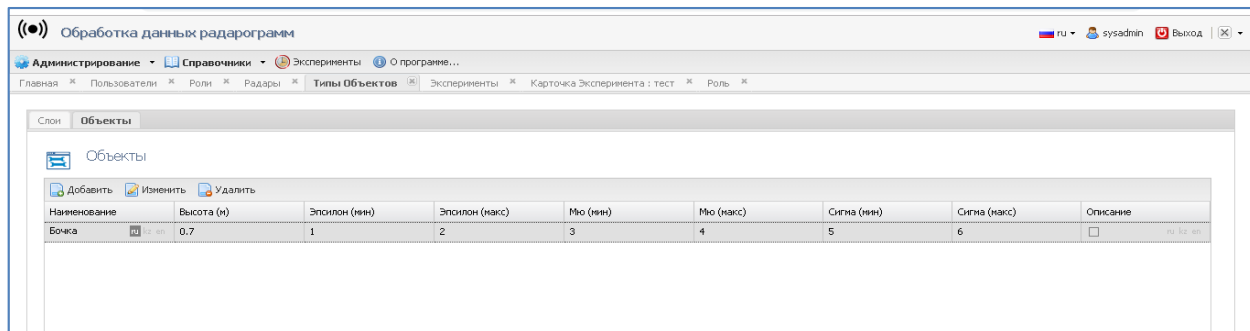 Обработка данных радарограмм
ru sysadmin Выход
Администрирование Справочники Эксперименты О программе...
Главная Пользователи Роли Радары Типы Объектов Эксперименты Карточка Эксперимента : тест Роль
Слои Объекты
Объекты
Добавить Изменить Удалить
Наименование Высота (м) Эпсилон (мин) Эпсилон (макс) Мю (мин) Мю (макс) Сигма (мин) Сигма (макс) Описание
Бочка ru kz en 0.7 1 2 3 4 5 6 ru kz en